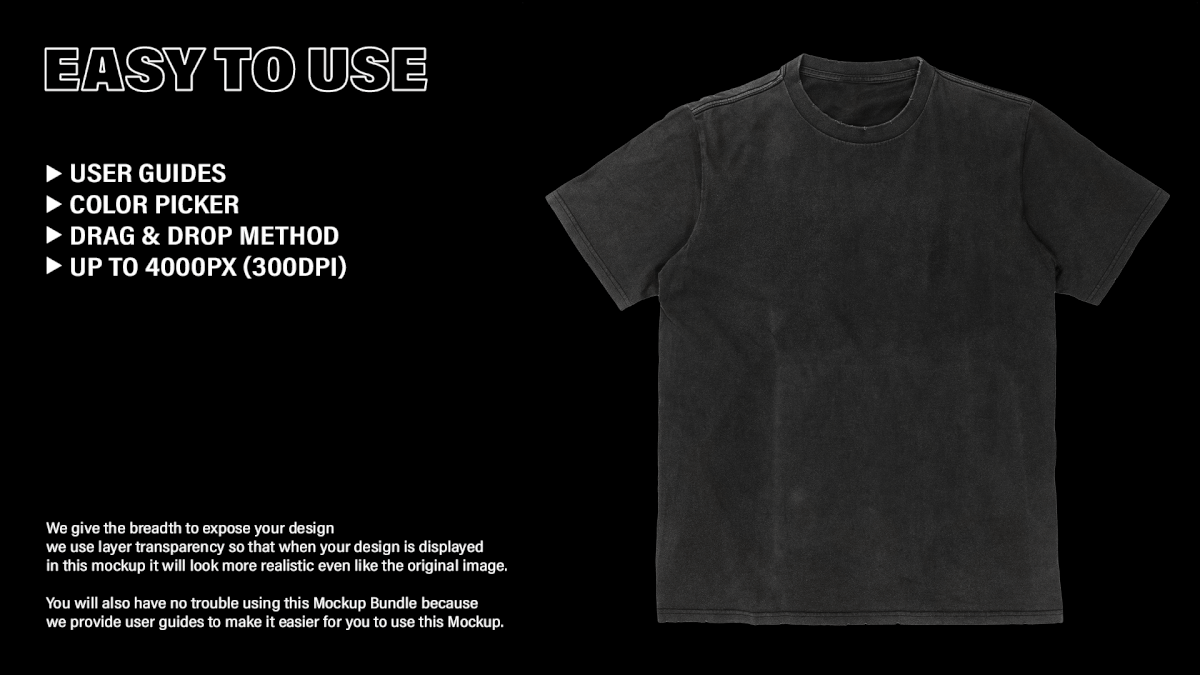 EASY TO USE
▶ USER GUIDES
▶ COLOR PICKER
▶ DRAG & DROP METHOD
▶ UP TO 4000PX (300DPI)
We give the breadth to expose your design
we use layer transparency so that when your design is displayed
in this mockup it will look more realistic even like the original image.
You will also have no trouble using this Mockup Bundle because
we provide user guides to make it easier for you to use this Mockup.